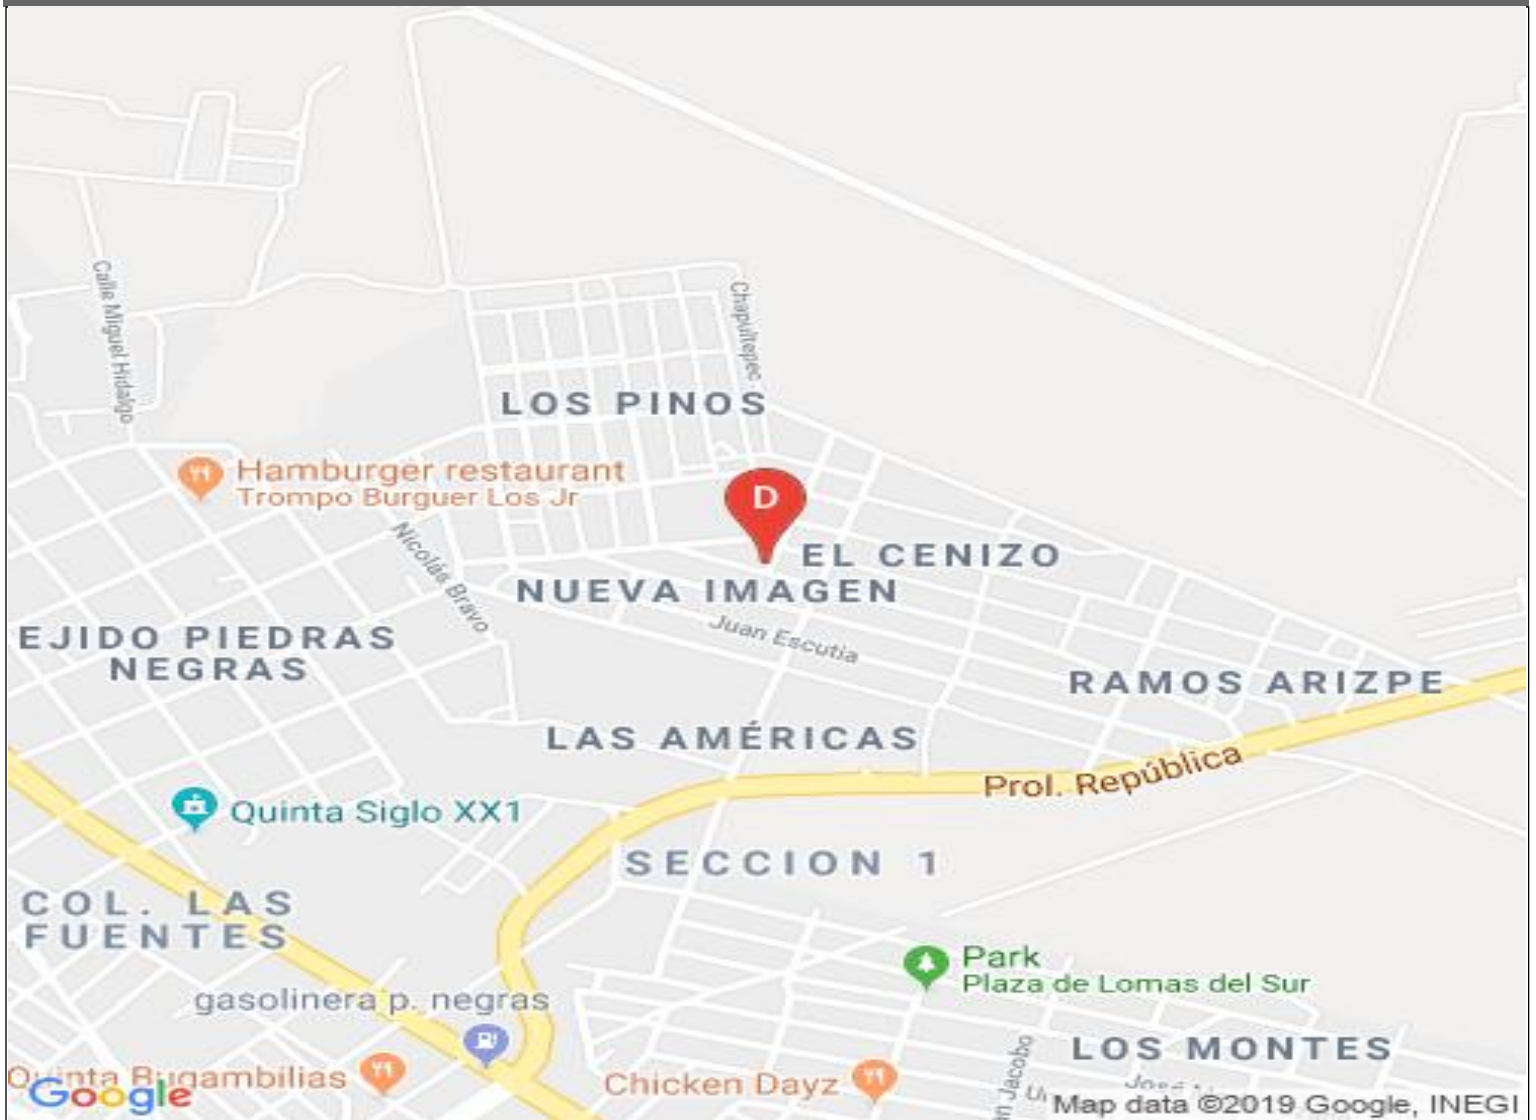 Calle Miguel Hidalgo
Chapultepec
LOS PINOS
Hamburger restaurant
Trompo Burguer Los Jr
D
Nicolás Bravo
EL CENIZO
NUEVA IMAGEN
Juan Escutia
EJIDO PIEDRAS
NEGRAS
RAMOS ARIZPE
LAS AMÉRICAS
Prol. República
Quinta Siglo XX1
SECCION 1
COL. LAS
FUENTES
Park
Plaza de Lomas del Sur
gasolinera p. negras
LOS MONTES
Jacobo
Quinta Bugambilias
Chicken Dayz
Google
Map data ©2019 Google, INEGI